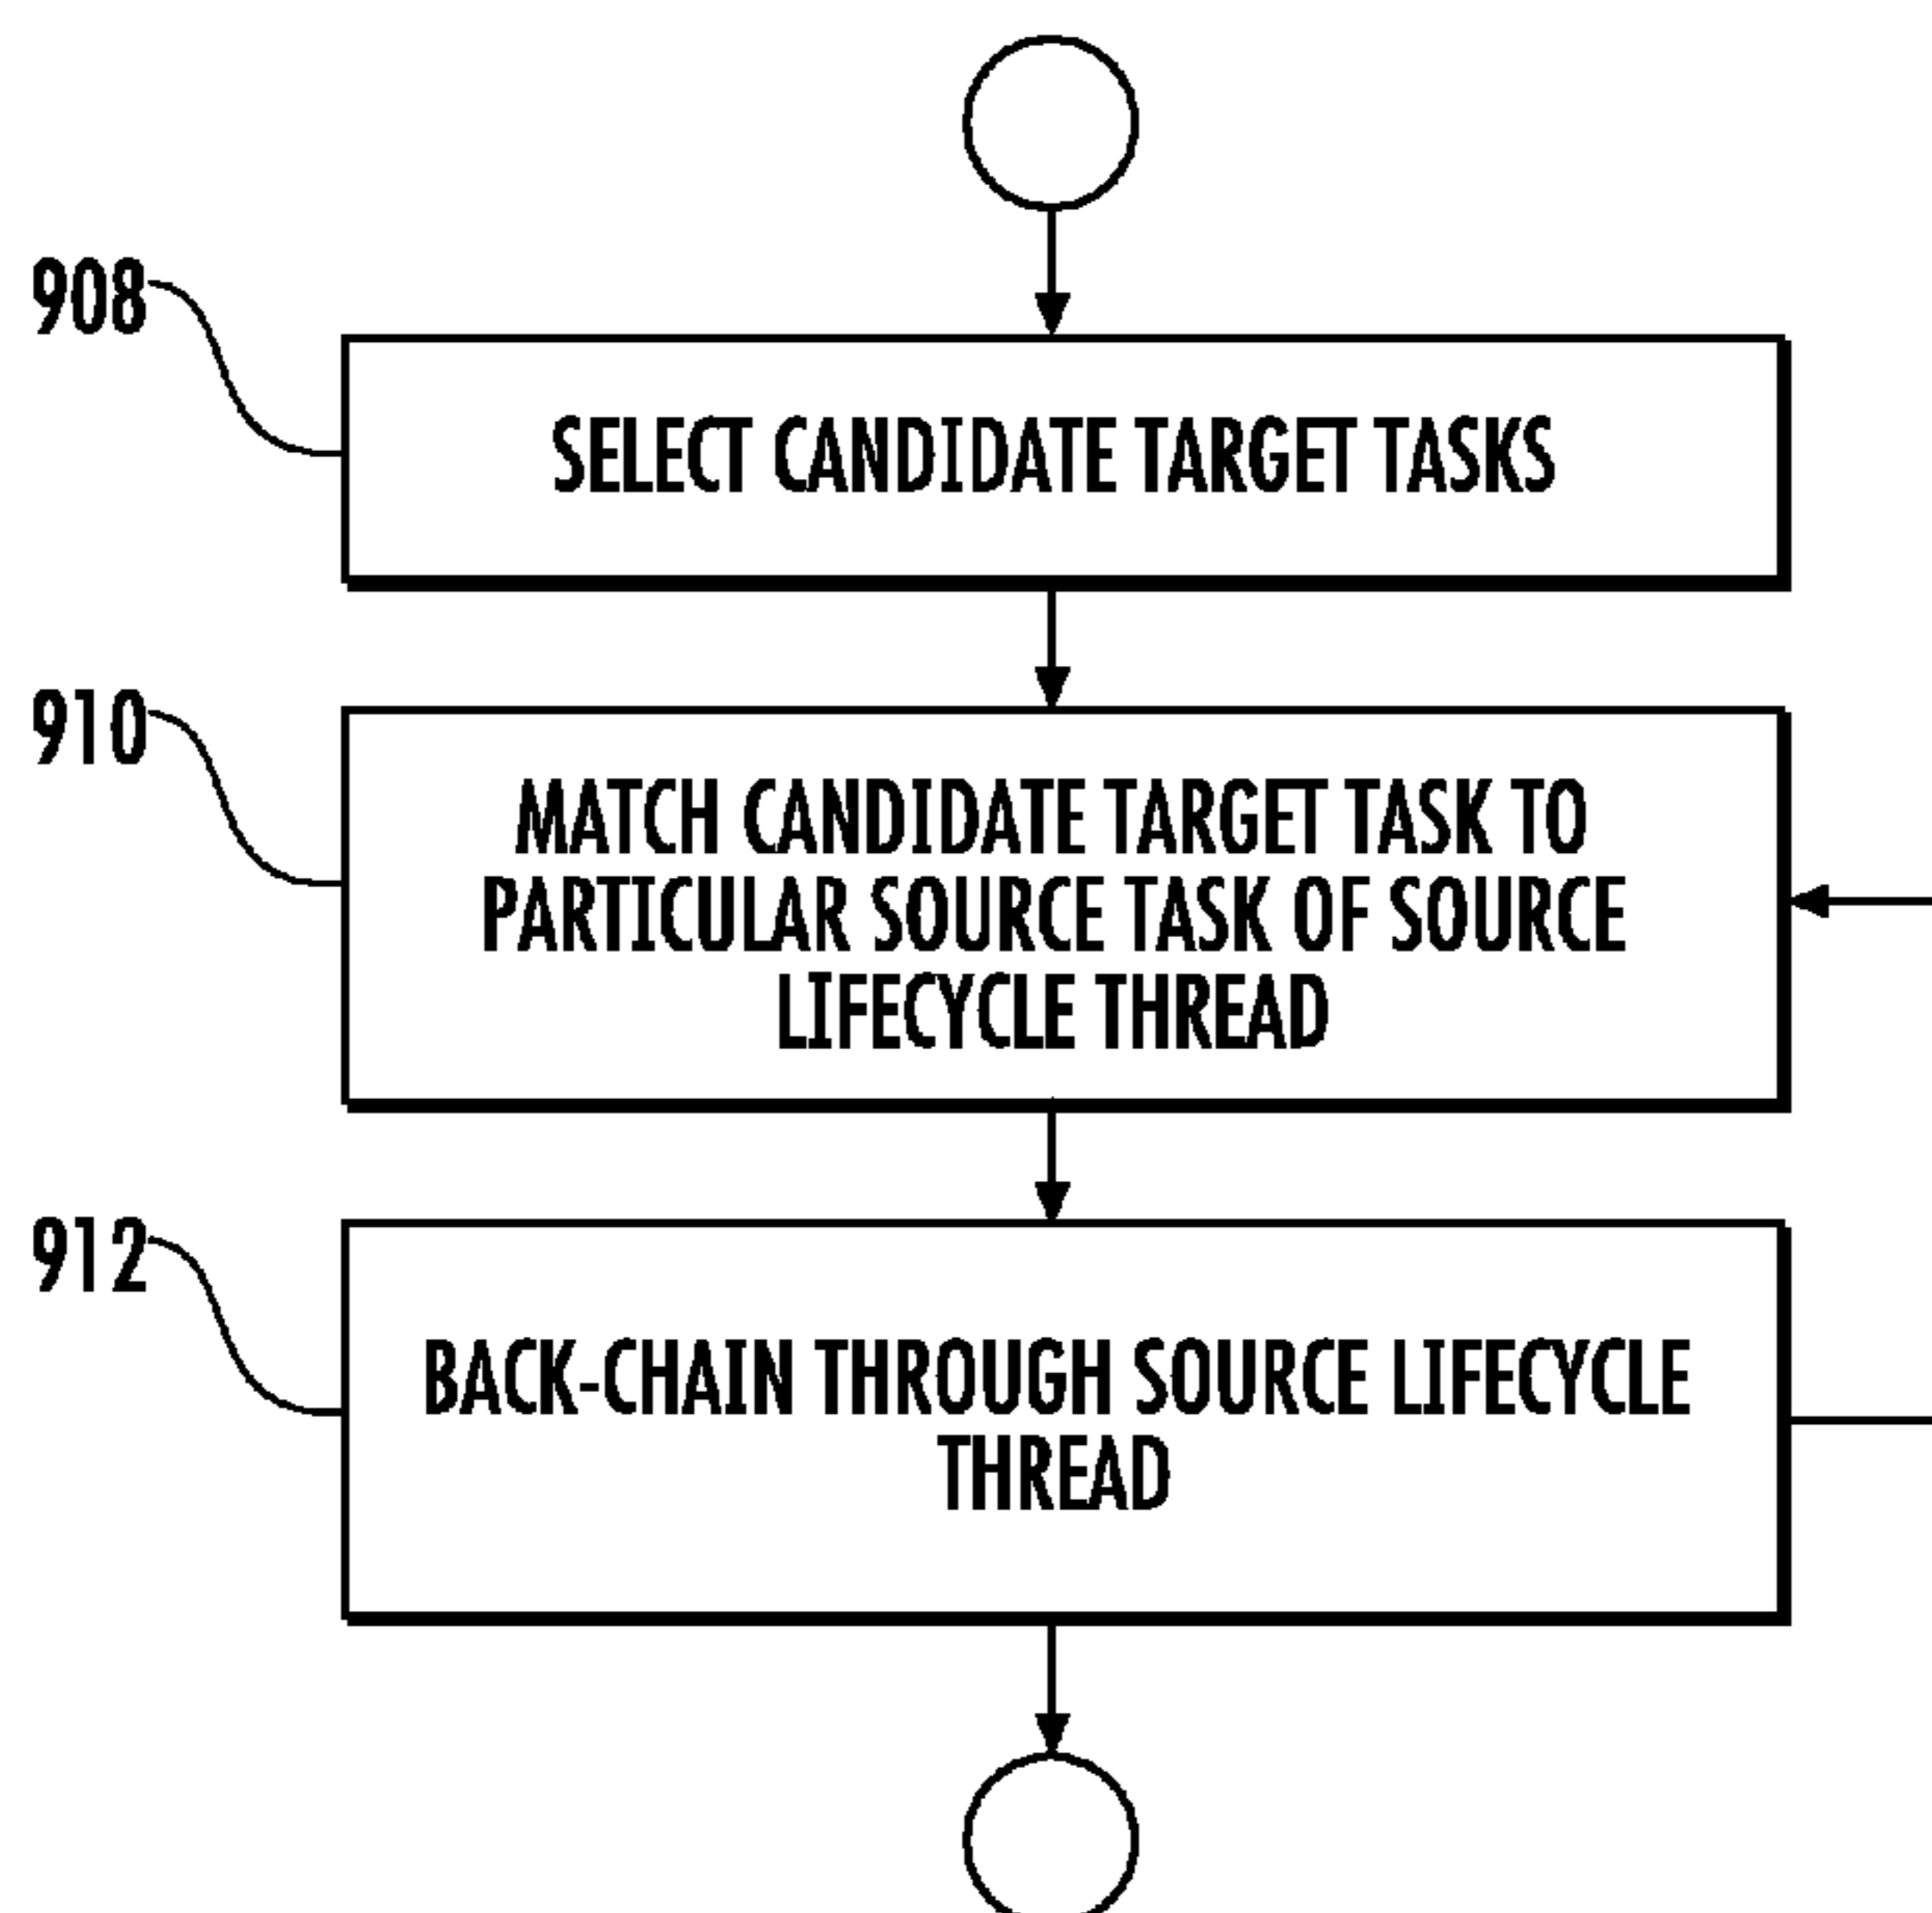 908
SELECT CANDIDATE TARGET TASKS
910
MATCH CANDIDATE TARGET TASK TO
PARTICULAR SOURCE TASK OF SOURCE
LIFECYCLE THREAD
912
BACK-CHAIN THROUGH SOURCE LIFECYCLE
THREAD